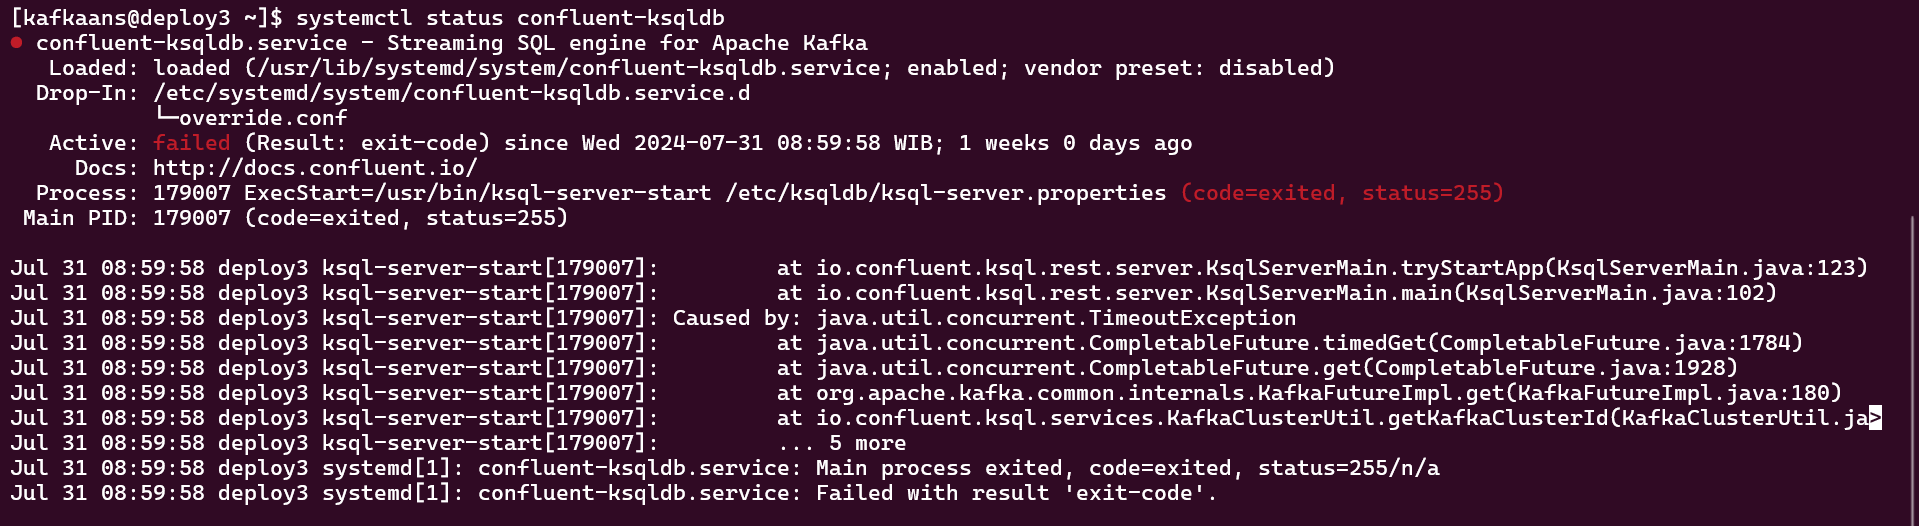 [kafkaans@deploy3 ~]$ systemctl status confluent-ksqldb
● confluent-ksqldb.service - Streaming SQL engine for Apache Kafka
   Loaded: loaded (/usr/lib/systemd/system/confluent-ksqldb.service; enabled; vendor preset: disabled)
  Drop-In: /etc/systemd/system/confluent-ksqldb.service.d
           └─override.conf
   Active: failed (Result: exit-code) since Wed 2024-07-31 08:59:58 WIB; 1 weeks 0 days ago
     Docs: http://docs.confluent.io/
  Process: 179007 ExecStart=/usr/bin/ksql-server-start /etc/ksqldb/ksql-server.properties (code=exited, status=255)
 Main PID: 179007 (code=exited, status=255)

Jul 31 08:59:58 deploy3 ksql-server-start[179007]:         at io.confluent.ksql.rest.server.KsqlServerMain.tryStartApp(KsqlServerMain.java:123)
Jul 31 08:59:58 deploy3 ksql-server-start[179007]:         at io.confluent.ksql.rest.server.KsqlServerMain.main(KsqlServerMain.java:102)
Jul 31 08:59:58 deploy3 ksql-server-start[179007]: Caused by: java.util.concurrent.TimeoutException
Jul 31 08:59:58 deploy3 ksql-server-start[179007]:         at java.util.concurrent.CompletableFuture.timedGet(CompletableFuture.java:1784)
Jul 31 08:59:58 deploy3 ksql-server-start[179007]:         at java.util.concurrent.CompletableFuture.get(CompletableFuture.java:1928)
Jul 31 08:59:58 deploy3 ksql-server-start[179007]:         at org.apache.kafka.common.internals.KafkaFutureImpl.get(KafkaFutureImpl.java:180)
Jul 31 08:59:58 deploy3 ksql-server-start[179007]:         at io.confluent.ksql.services.KafkaClusterUtil.getKafkaClusterId(KafkaClusterUtil.ja>
Jul 31 08:59:58 deploy3 ksql-server-start[179007]:         ... 5 more
Jul 31 08:59:58 deploy3 systemd[1]: confluent-ksqldb.service: Main process exited, code=exited, status=255/n/a
Jul 31 08:59:58 deploy3 systemd[1]: confluent-ksqldb.service: Failed with result 'exit-code'.